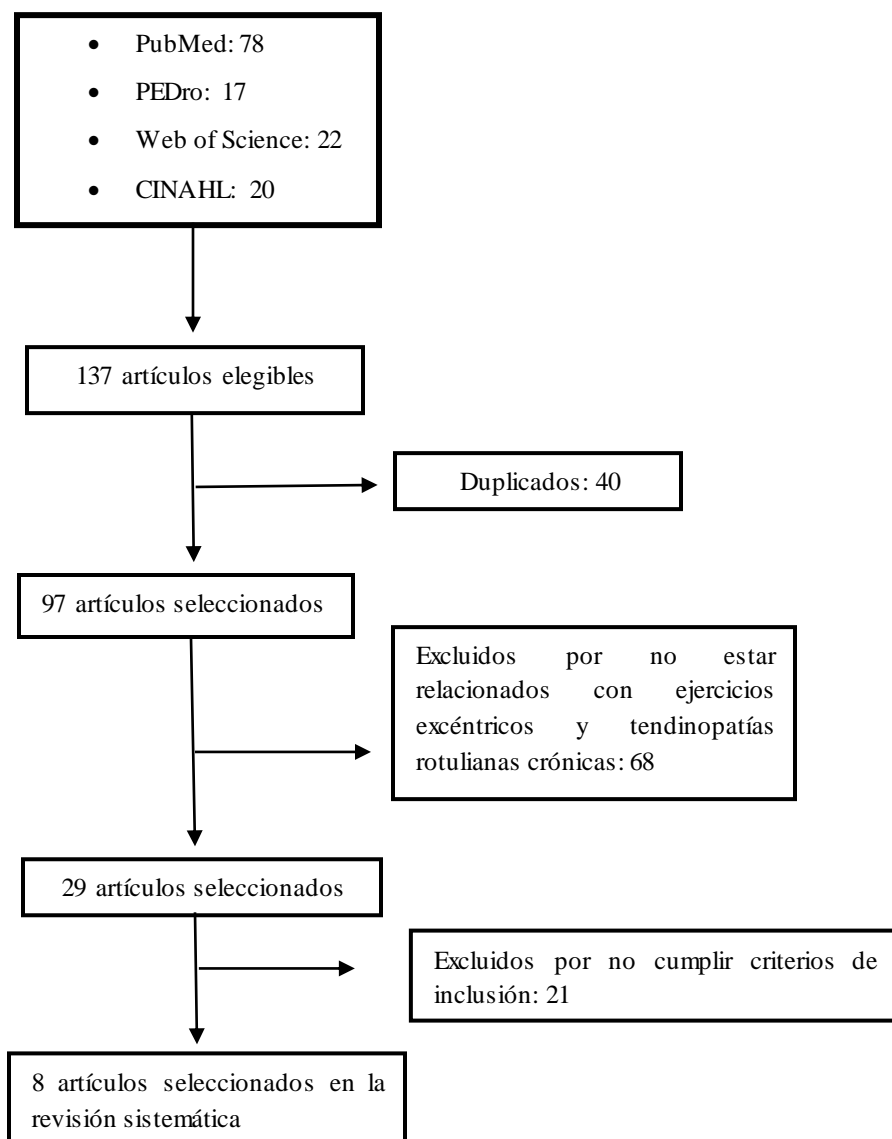 • PubMed: 78
• PEDro: 17
• Web of Science: 22
• CINAHL: 20
137 artículos elegibles
Duplicados: 40
97 artículos seleccionados
Excluidos por no estar
relacionados con ejercicios
excéntricos y tendinopatías
rotulianas crónicas: 68
29 artículos seleccionados
Excluidos por no cumplir criterios de
inclusión: 21
8 artículos seleccionados en la
revisión sistemática